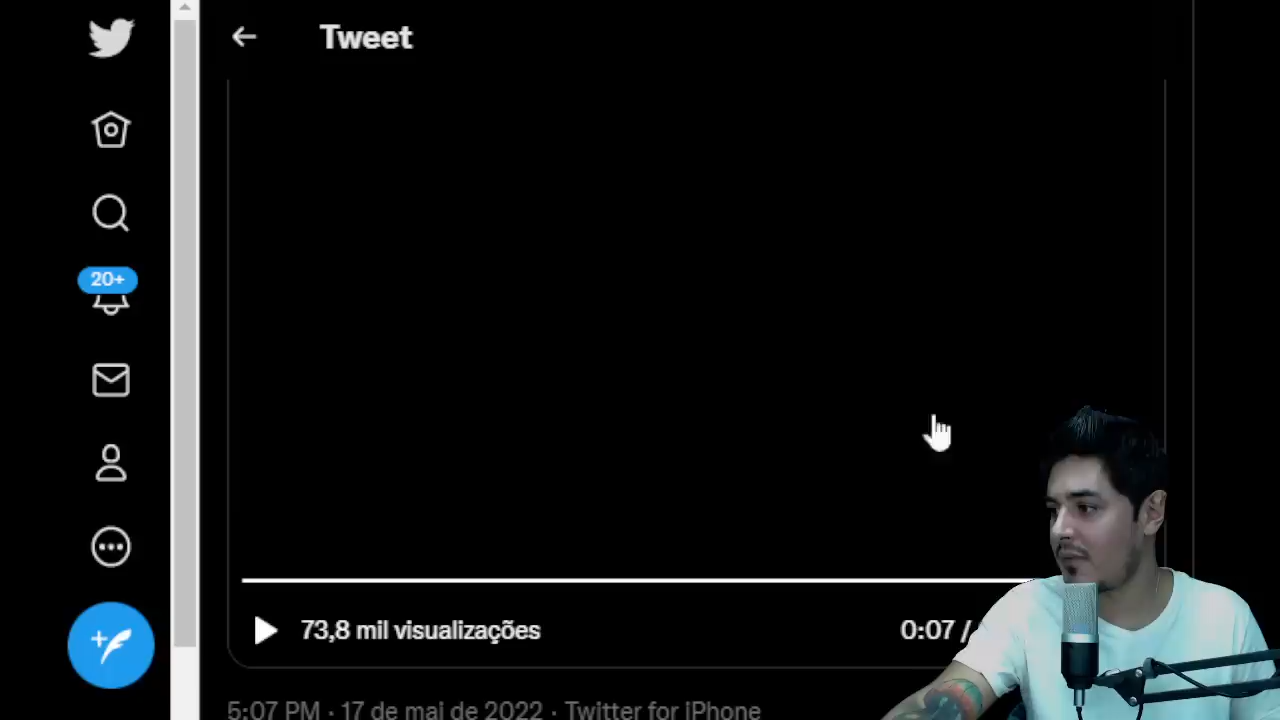 Tweet
20+
73,8 mil visualizações
0:07 /
5:07 PM · 17 de mai de 2022 · Twitter for iPhone